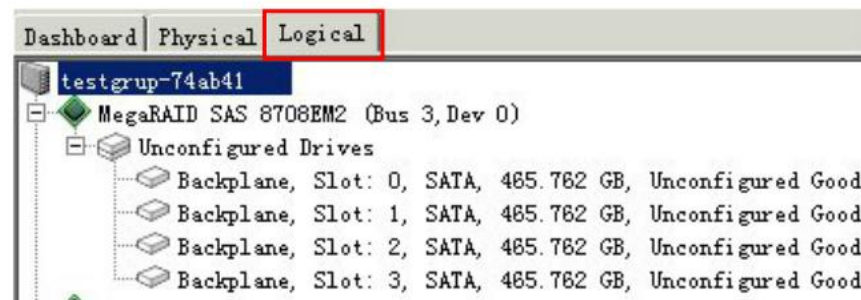 Dashboard Physical Logical
testgrup-74ab41
MegaRAID SAS 8708EM2 (Bus 3,Dev 0)
Unconfigured Drives
Backplane, Slot: 0, SATA, 465.762 GB, Unconfigured Good
Backplane, Slot: 1, SATA, 465.762 GB, Unconfigured Good
Backplane, Slot: 2, SATA, 465.762 GB, Unconfigured Good
Backplane, Slot: 3, SATA, 465.762 GB, Unconfigured Good